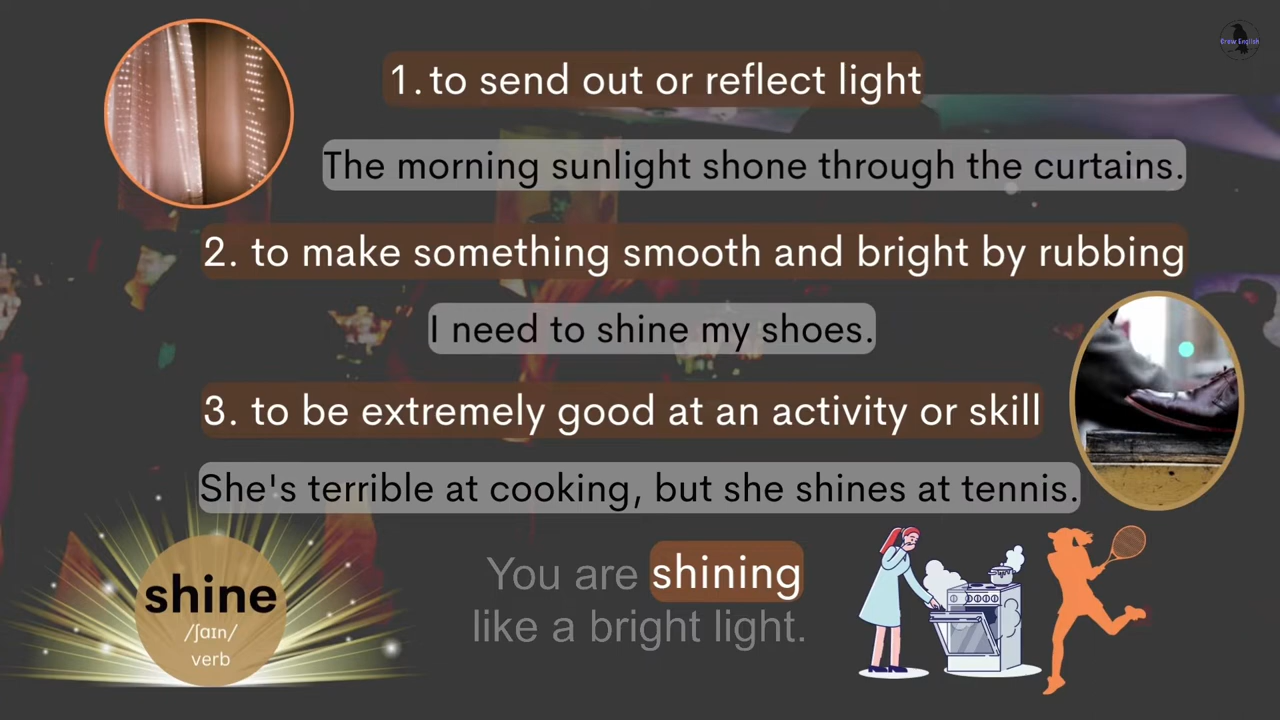 Crow English
1. to send out or reflect light
The morning sunlight shone through the curtains.
2. to make something smooth and bright by rubbing
I need to shine my shoes.
3. to be extremely good at an activity or skill
She's terrible at cooking, but she shines at tennis.
shine
/ʃaɪn/
verb
You are shining
like a bright light.